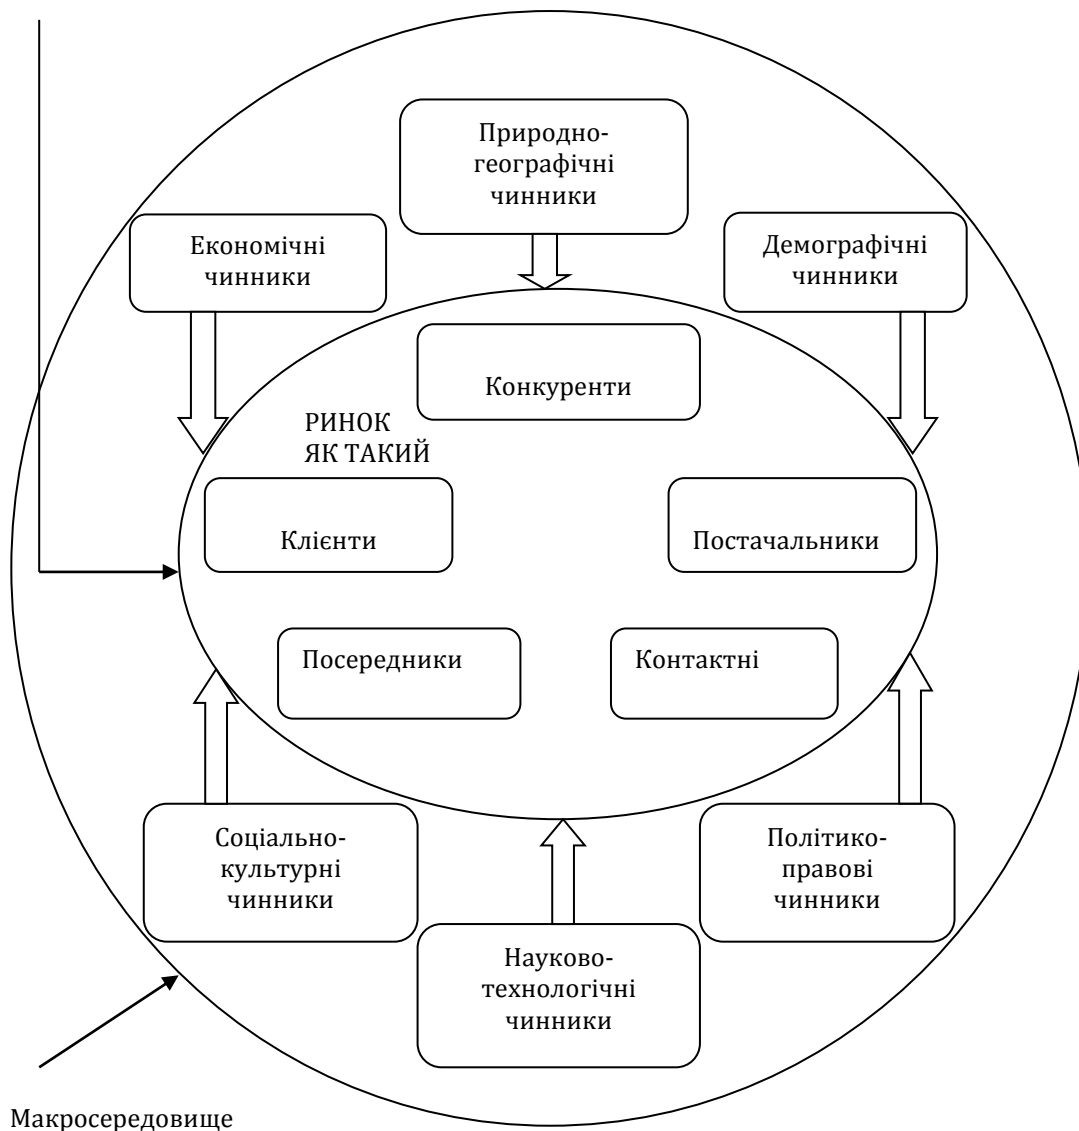 Природно-
географічні
чинники
Економічні
чинники
Демографічні
чинники
Конкуренти
РИНОК
ЯК ТАКИЙ
Клієнти
Постачальники
Посередники
Контактні
Соціально-
культурні
чинники
Політико-
правові
чинники
Науково-
технологічні
чинники
Макросередовище